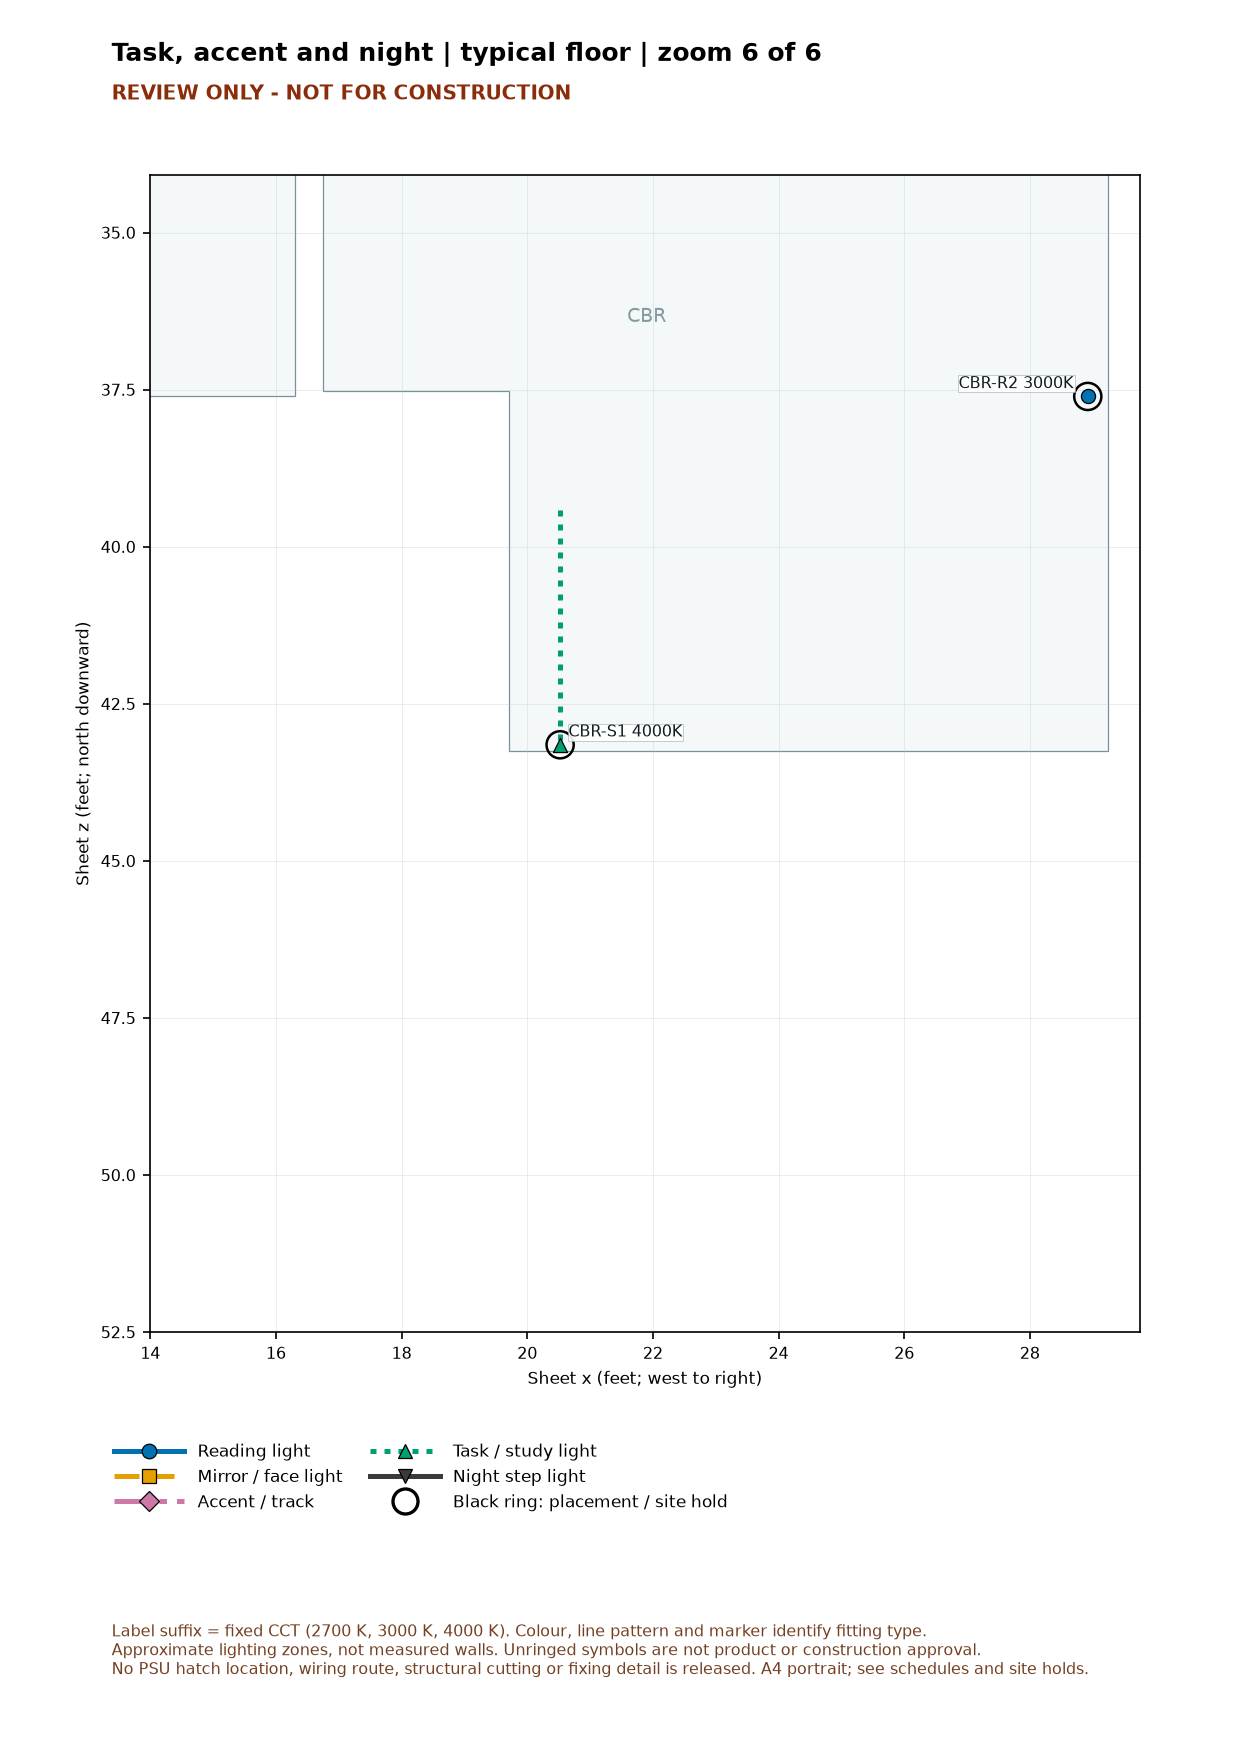 Task, accent and night | typical floor | zoom 6 of 6
REVIEW ONLY - NOT FOR CONSTRUCTION
35.0
CBR
37.5
CBR-R2 3000K
40.0
42.5
CBR-S1 4000K
45.0
47.5
50.0
52.5
Sheet z (feet; north downward)
14 16 18 20 22 24 26 28
Sheet x (feet; west to right)
Reading light
Mirror / face light
Accent / track
Task / study light
Night step light
Black ring: placement / site hold
Label suffix = fixed CCT (2700 K, 3000 K, 4000 K). Colour, line pattern and marker identify fitting type.
Approximate lighting zones, not measured walls. Unringed symbols are not product or construction approval.
No PSU hatch location, wiring route, structural cutting or fixing detail is released. A4 portrait; see schedules and site holds.